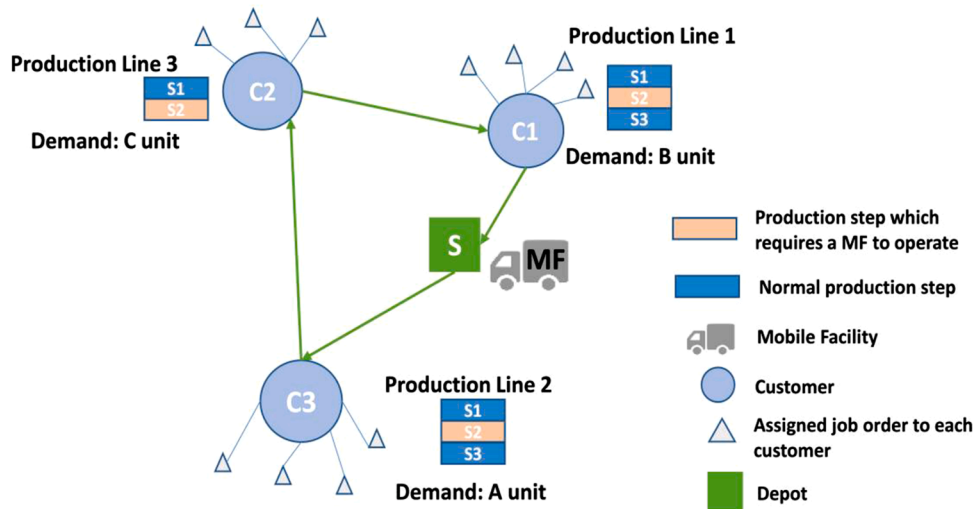 Production Line 3
S1
S2
Demand: C unit
C2
Production Line 1
S1
S2
S3
C1
Demand: B unit
S
MF
C3
Production Line 2
S1
S2
S3
Demand: A unit
Production step which
requires a MF to operate
Normal production step
Mobile Facility
Customer
Assigned job order to each
customer
Depot